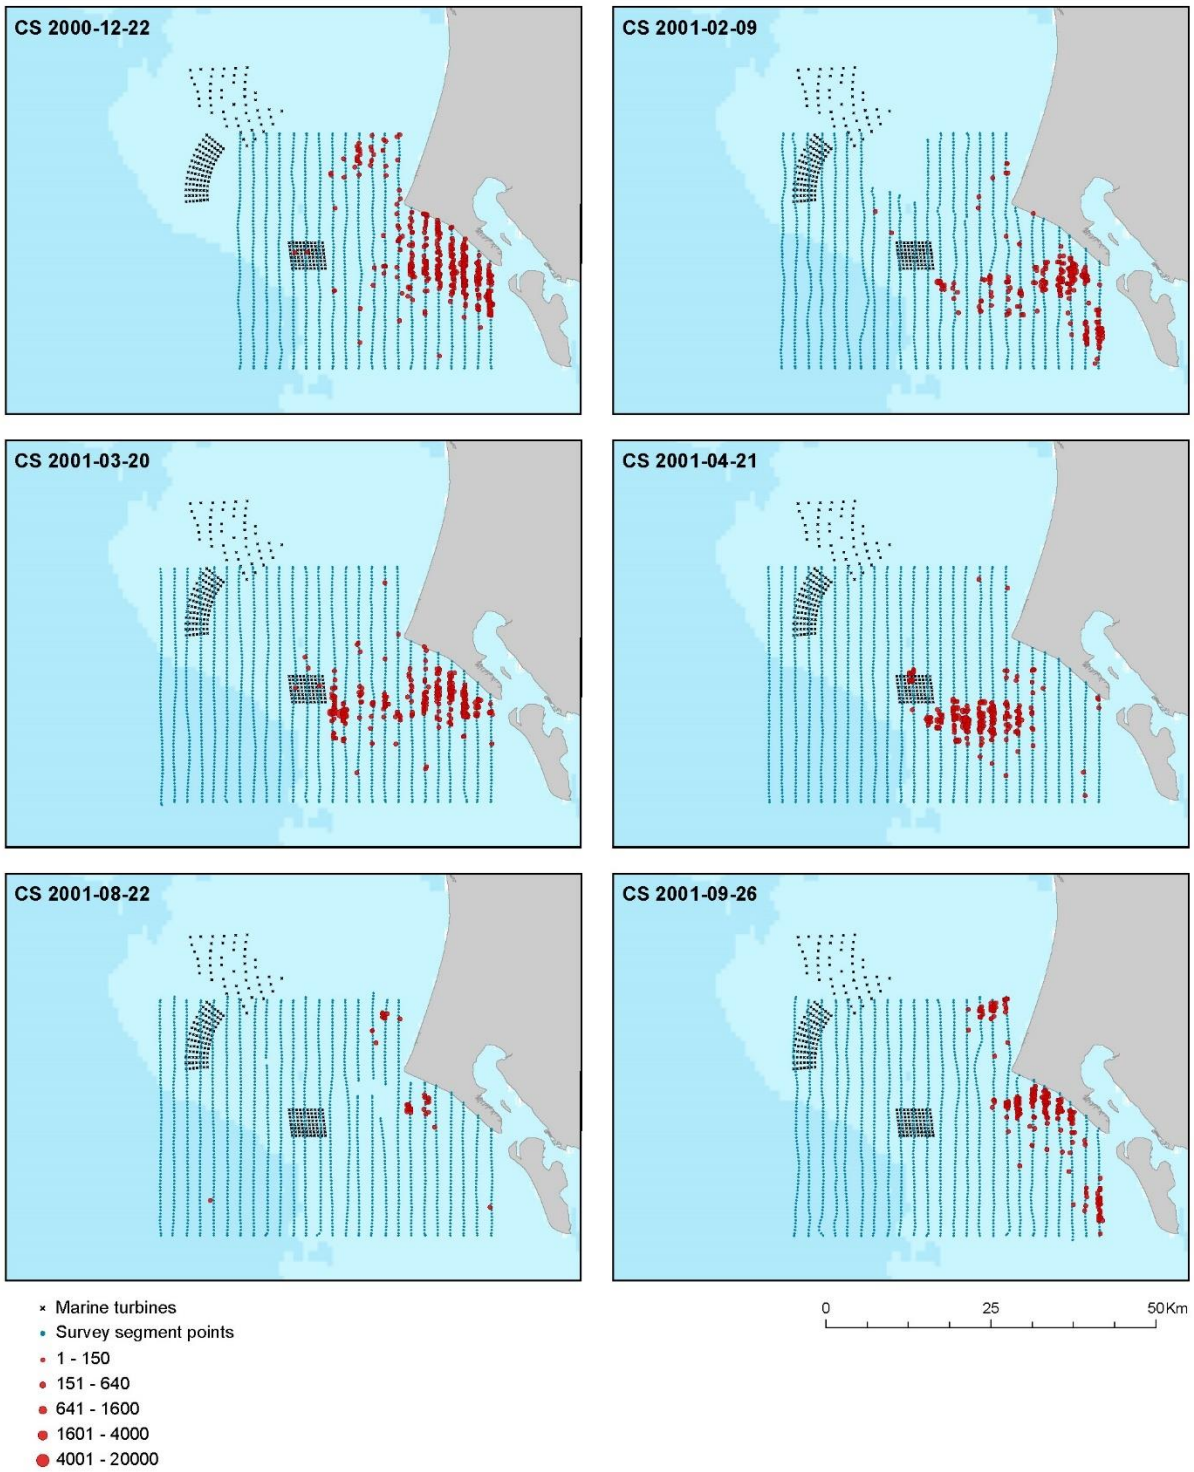 CS 2000-12-22
CS 2001-02-09
CS 2001-03-20
CS 2001-04-21
CS 2001-08-22
CS 2001-09-26
Marine turbines
Survey segment points
1 - 150
151 - 640
641 - 1600
1601 - 4000
4001 - 20000
0 25 50Km